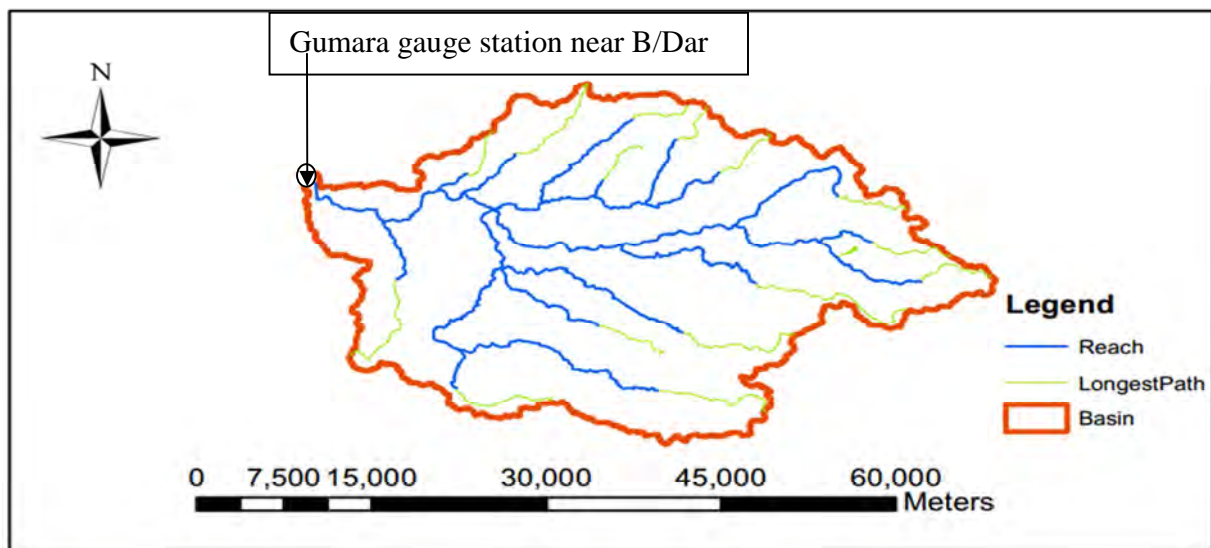 Gumara gauge station near B/Dar
N
Legend
Reach
LongestPath
Basin
0 7,500 15,000 30,000 45,000 60,000
Meters